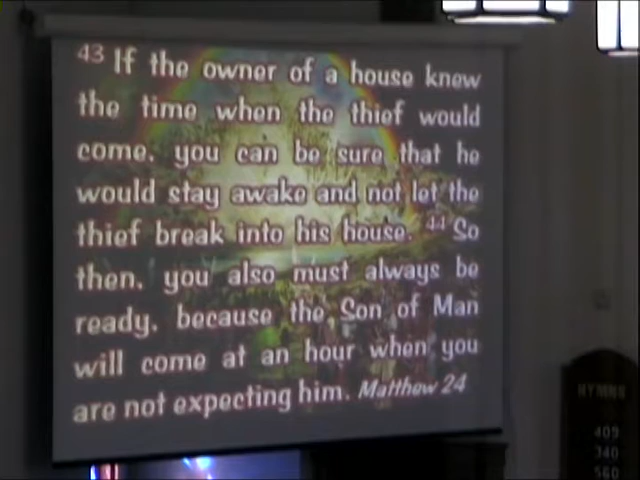 43 If the owner of a house knew
the time when the thief would
come, you can be sure that he
would stay awake and not let the
thief break into his house. 44 So
then, you also must always be
ready, because the Son of Man
will come at an hour when you
are not expecting him. Matthew 24
HYMNS
409
340
560